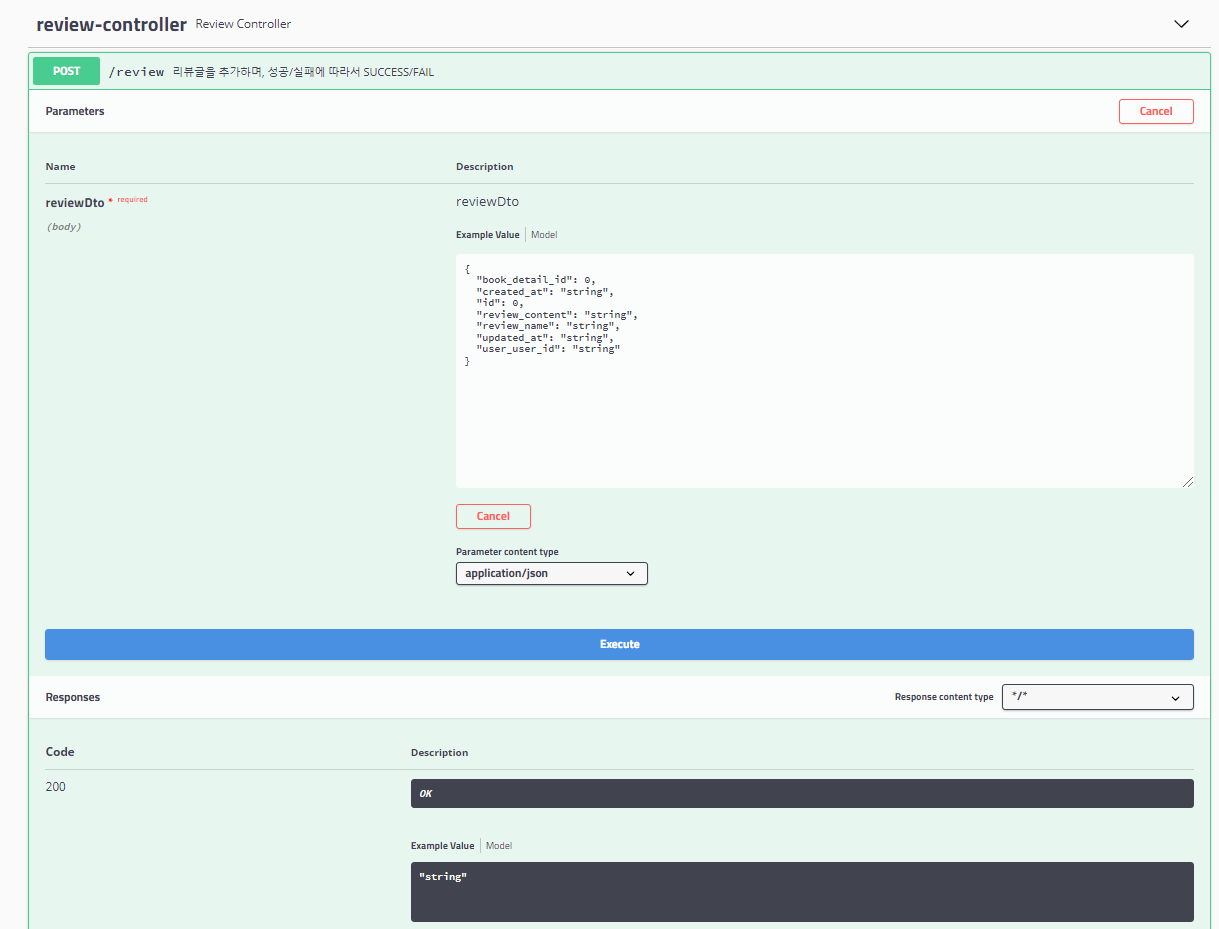 review-controller Review Controller
POST /review 리뷰글을 추가하며, 성공/실패에 따라서 SUCCESS/FAIL
Parameters Cancel
Name Description
reviewDto * required reviewDto
(body)
Example Value Model
{
"book_detail_id": 0,
"created_at": "string",
"id": 0,
"review_content": "string",
"review_name": "string",
"updated_at": "string",
"user_user_id": "string"
}
Cancel
Parameter content type
application/json
Execute
Responses Response content type */*
Code Description
200 OK
Example Value Model
"string"